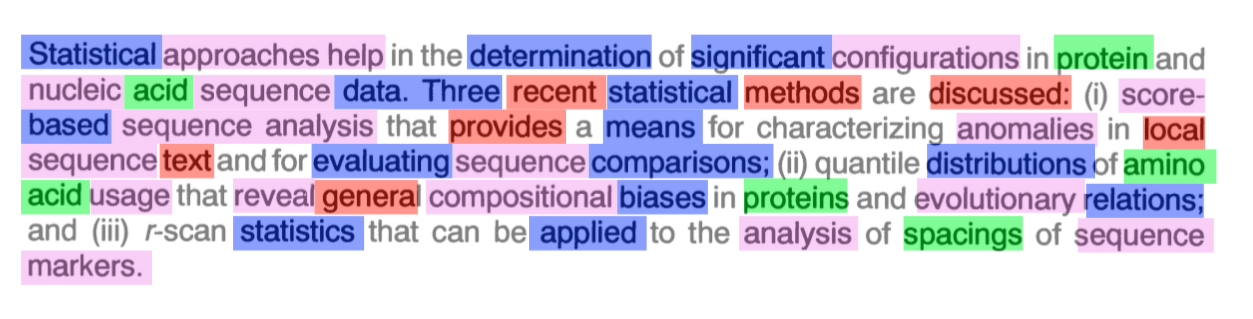 Statistical approaches help in the determination of significant configurations in protein and
nucleic acid sequence data. Three recent statistical methods are discussed: (i) score-
based sequence analysis that provides a means for characterizing anomalies in local
sequence text and for evaluating sequence comparisons; (ii) quantile distributions of amino
acid usage that reveal general compositional biases in proteins and evolutionary relations;
and (iii) r-scan statistics that can be applied to the analysis of spacings of sequence
markers.